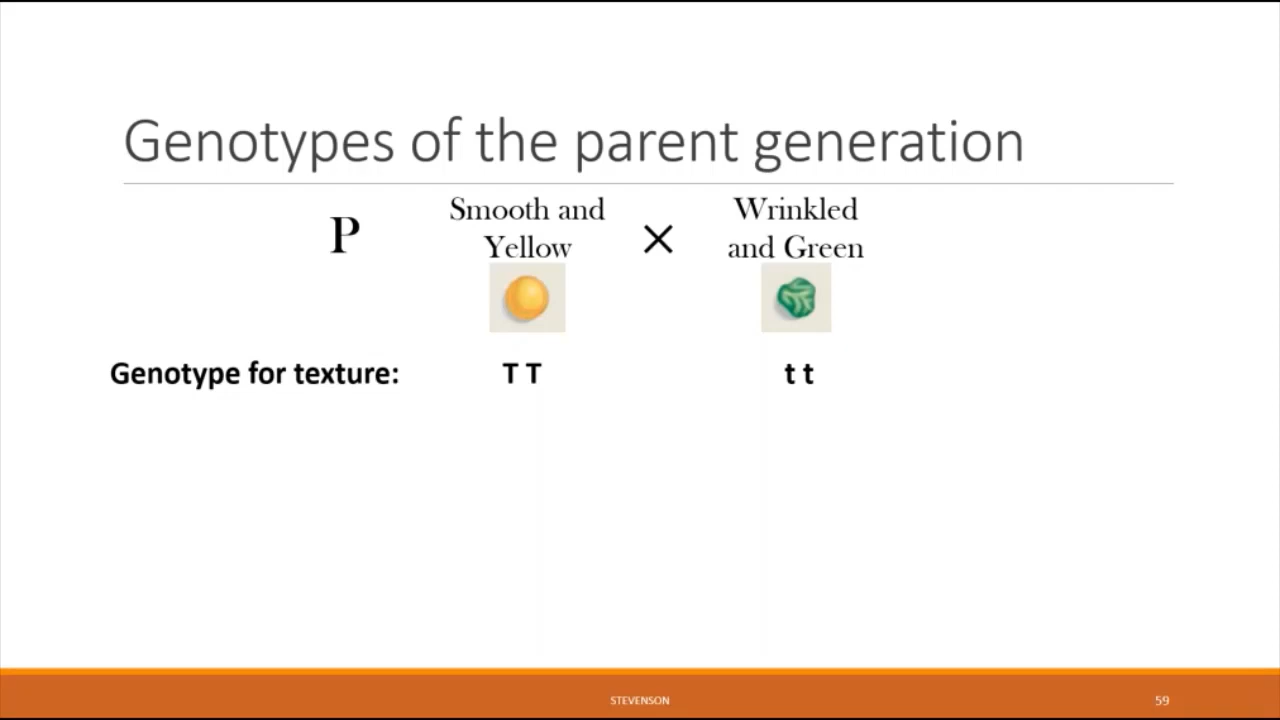 Genotypes of the parent generation
P
Smooth and
Yellow
×
Wrinkled
and Green
Genotype for texture: T T t t
STEVENSON 59